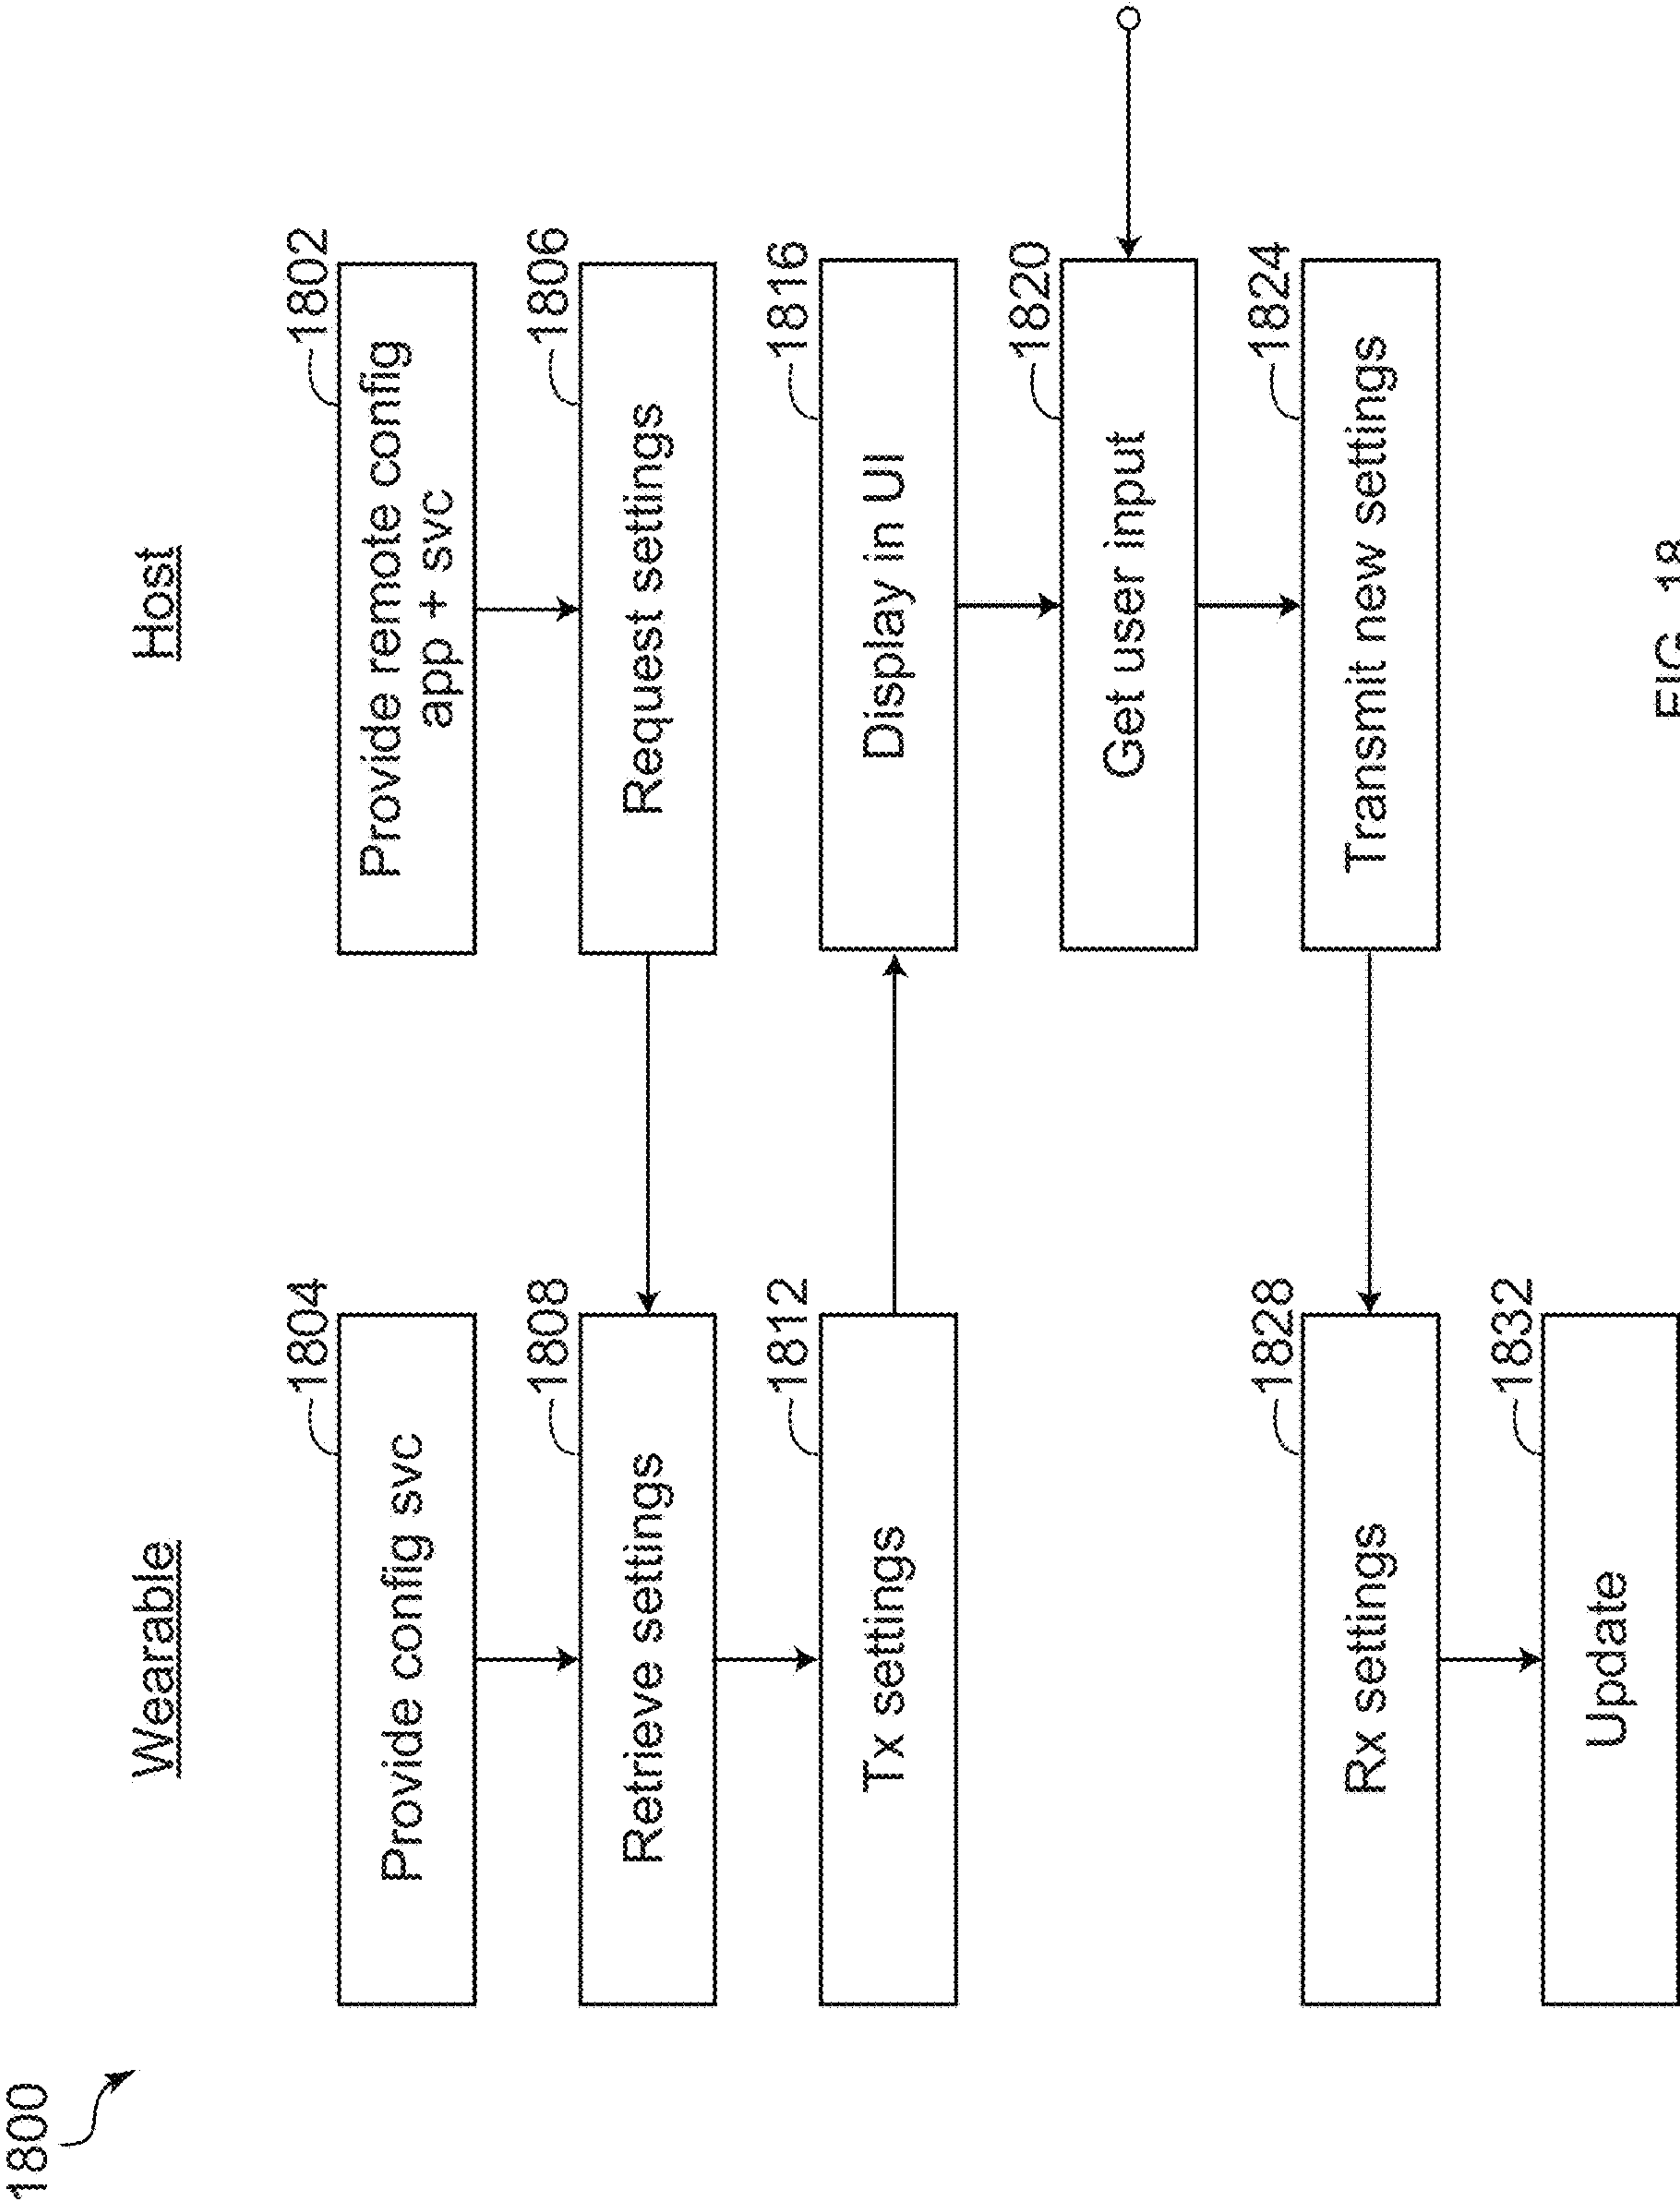 1800
Wearable
Host
1804
1802
Provide config svc
Provide remote config
app + svc
1808
1806
Retrieve settings
Request settings
1812
1816
Tx settings
Display in UI
1820
Get user input
1828
1824
Rx settings
Transmit new settings
1832
Update
FIG. 18